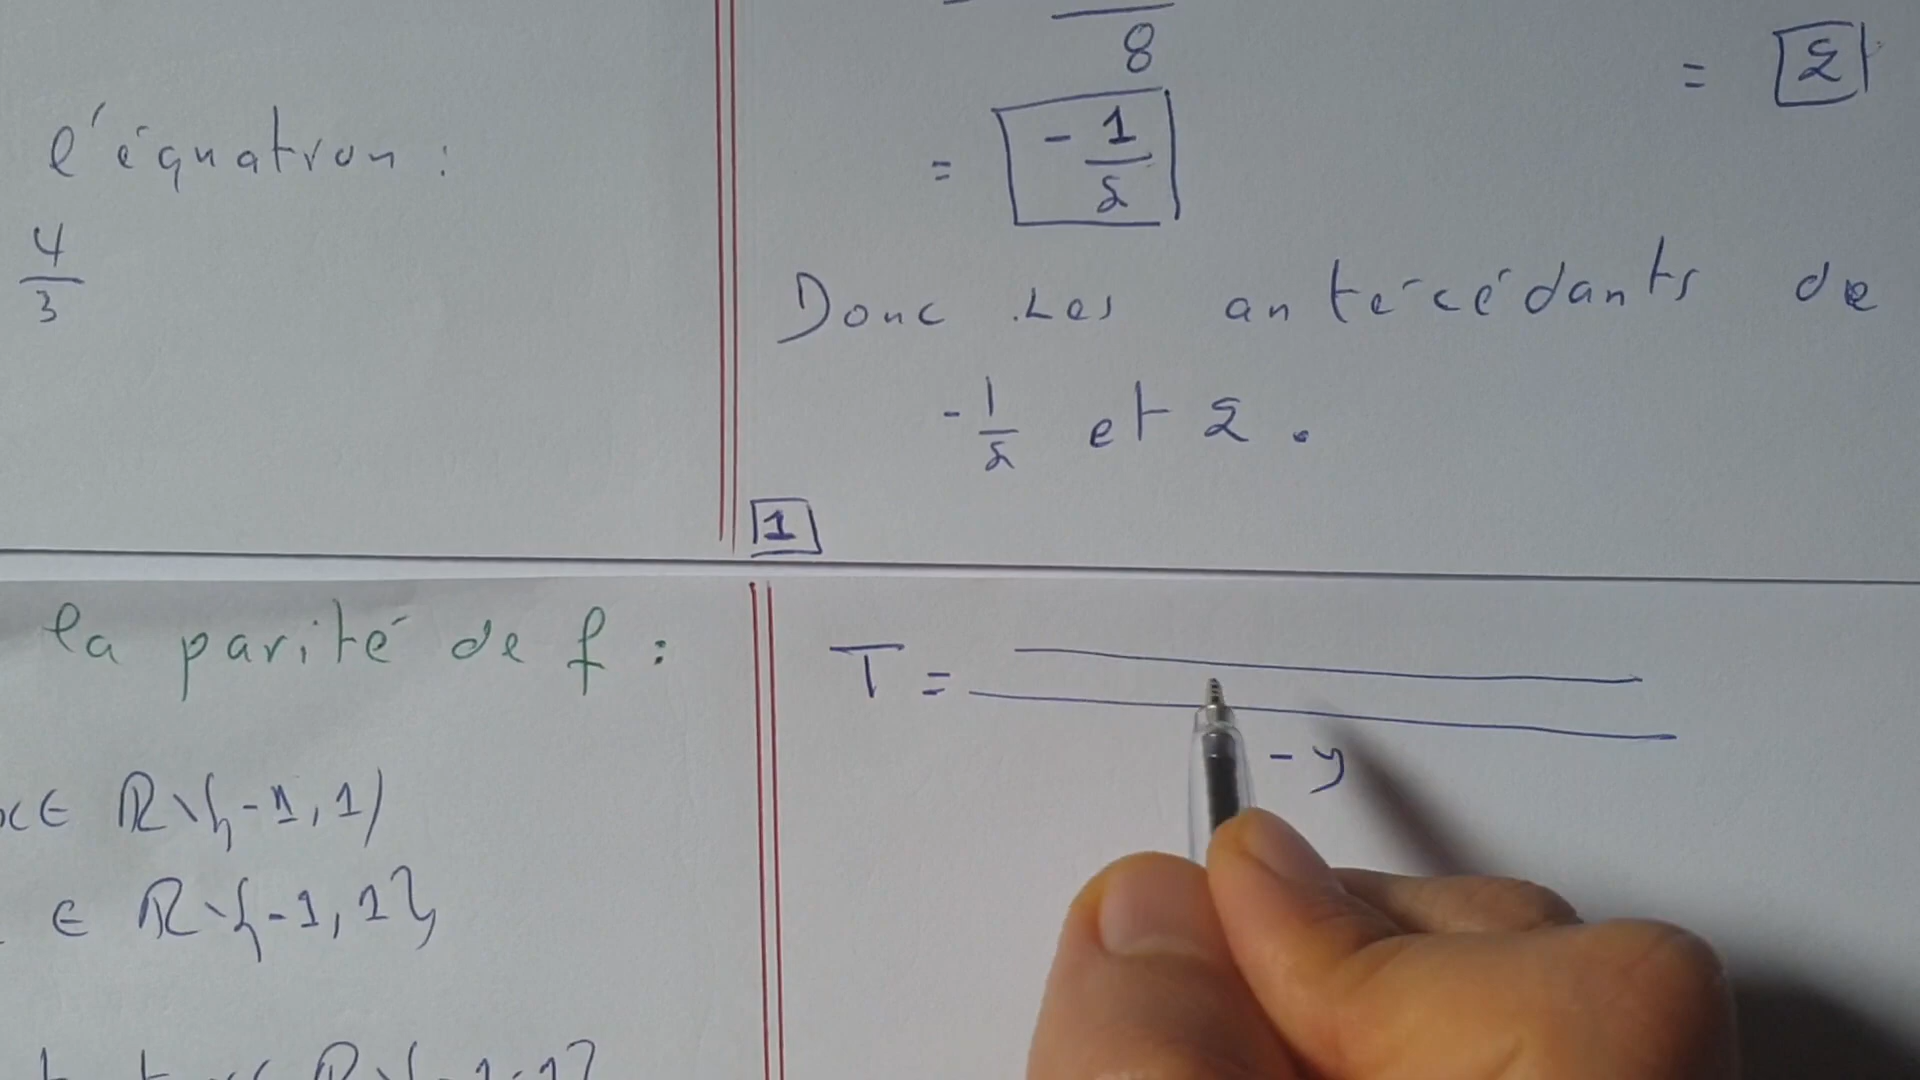 l'équation :
4
3
8
= - 1
2
= 2
Donc Les antécédants de
- 1
2 et 2 .
1
la parité de f :
x ∈ ℝ\{-1, 1}
∈ ℝ\{-1, 1}
T =
- y